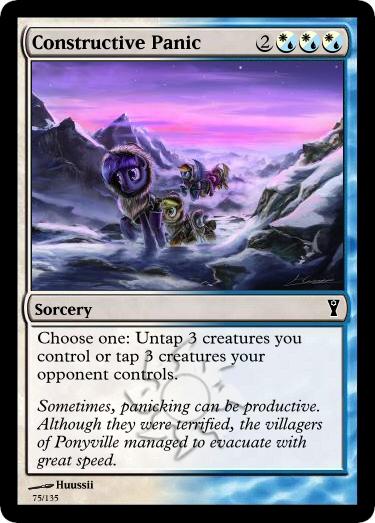 Constructive Panic 2
Sorcery
Choose one: Untap 3 creatures you
control or tap 3 creatures your
opponent controls.
Sometimes, panicking can be productive.
Although they were terrified, the villagers
of Ponyville managed to evacuate with
great speed.
Huussii
75/135